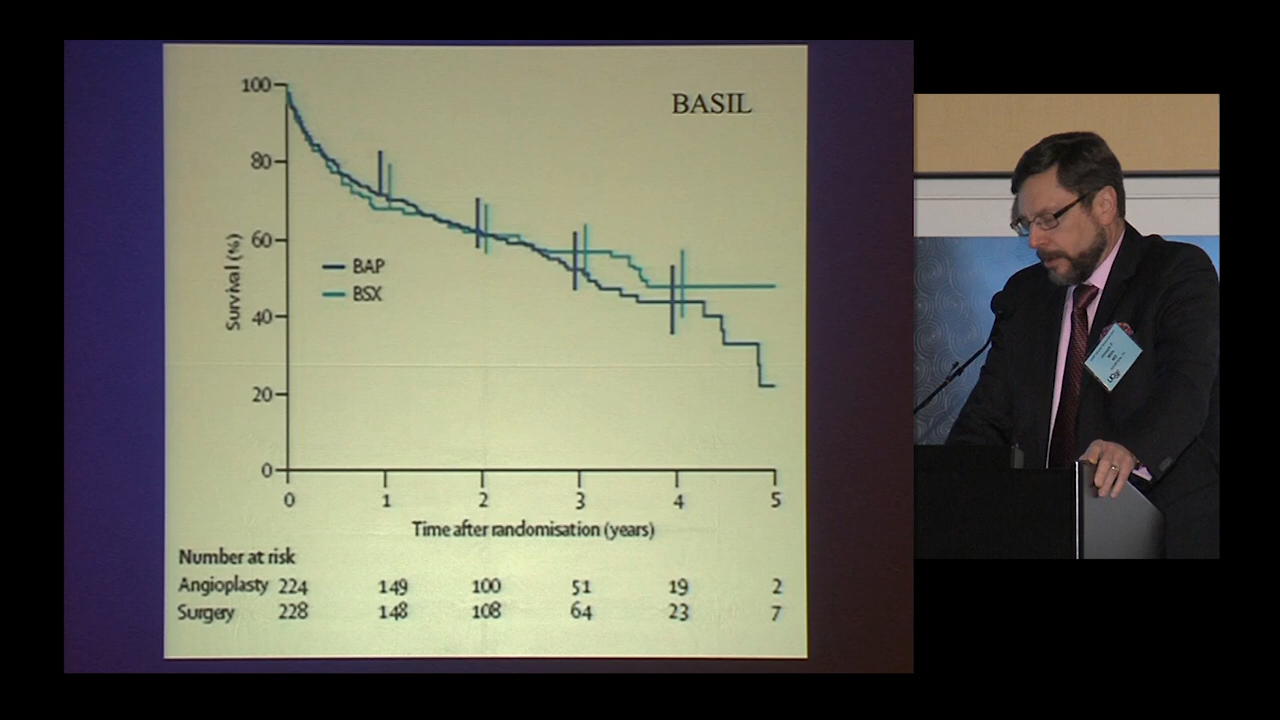 BASIL
100
80
60
40
20
0
Survival (%)
BAP
BSX
0 1 2 3 4 5
Time after randomisation (years)
Number at risk
Angioplasty 224 149 100 51 19 2
Surgery 228 148 108 64 23 7